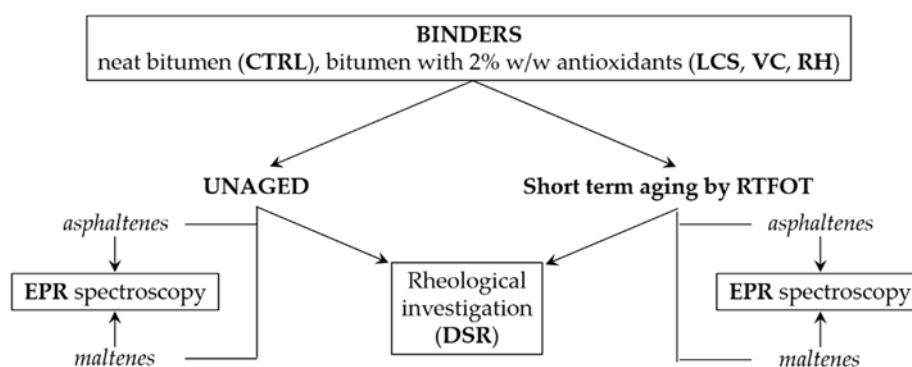 BINDERS
neat bitumen (CTRL), bitumen with 2% w/w antioxidants (LCS, VC, RH)
UNAGED
Short term aging by RTFOT
asphaltenes
EPR spectroscopy
maltenes
Rheological
investigation
(DSR)
asphaltenes
EPR spectroscopy
maltenes